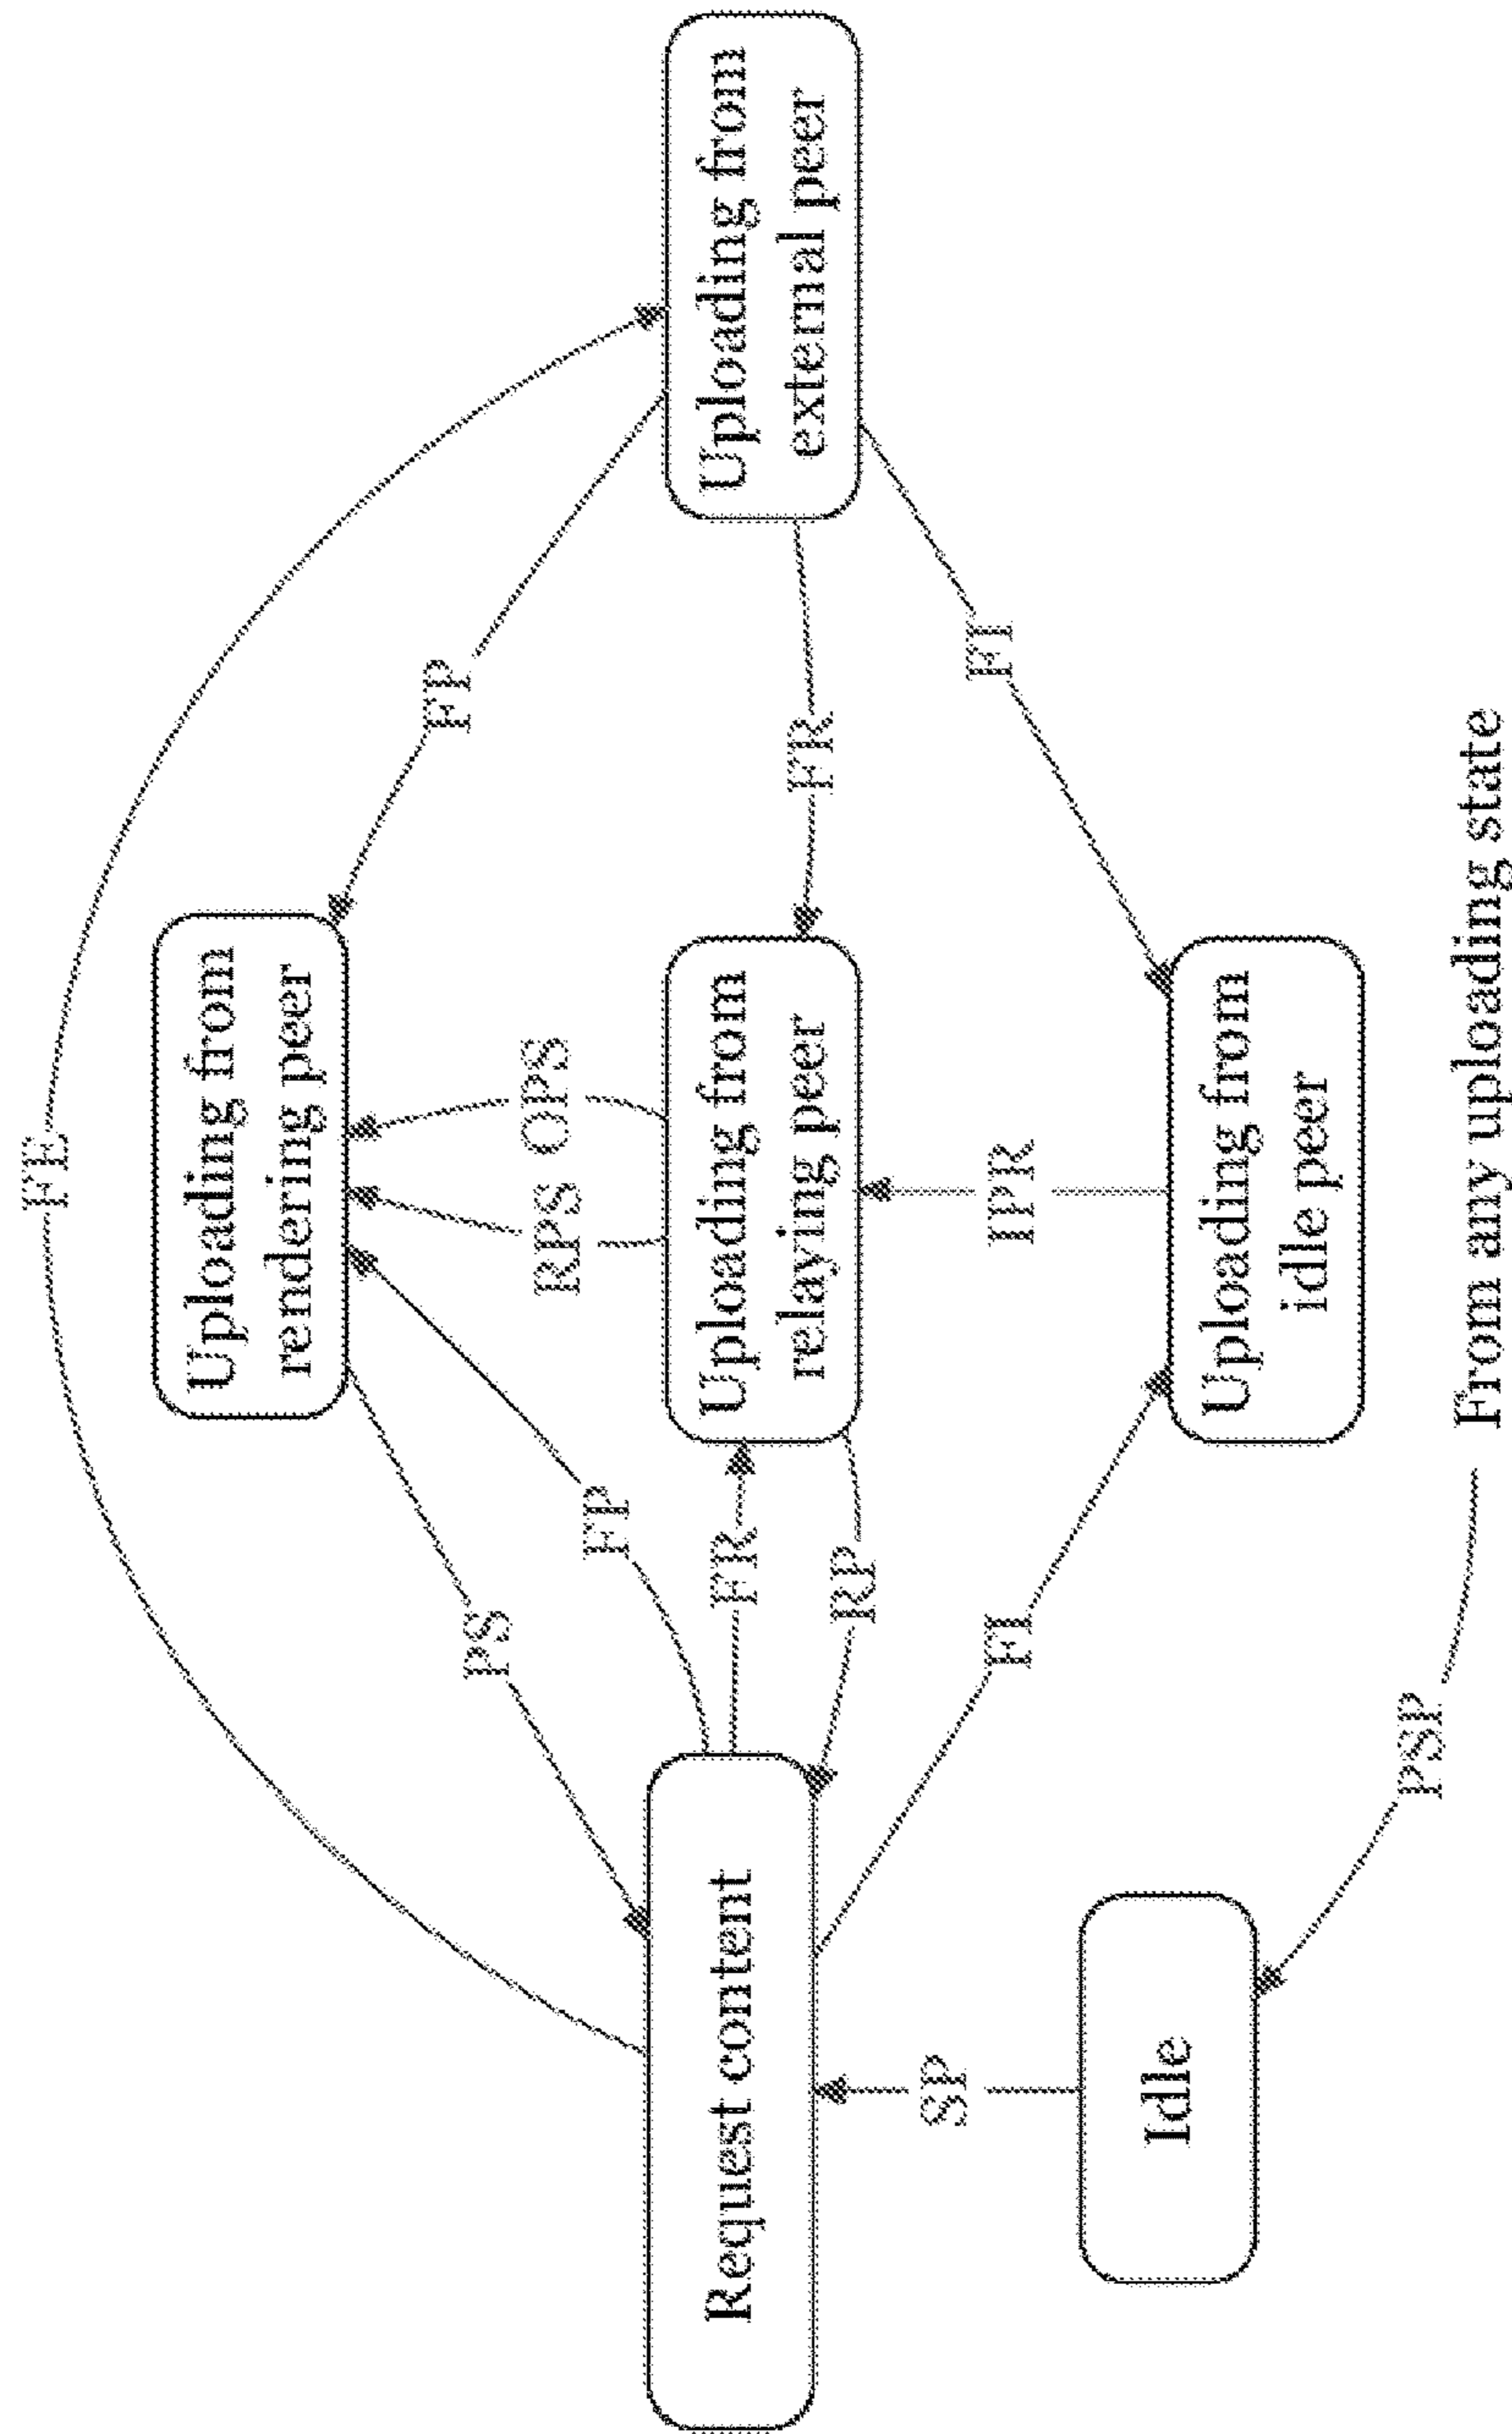 FE
Uploading from
rendering peer
PS
FP
FP
RPS
OPS
Request content
FR
RP
Uploading from
relaying peer
FR
Uploading from
external peer
SP
FI
IPR
FI
Idle
Uploading from
idle peer
PSP
From any uploading state